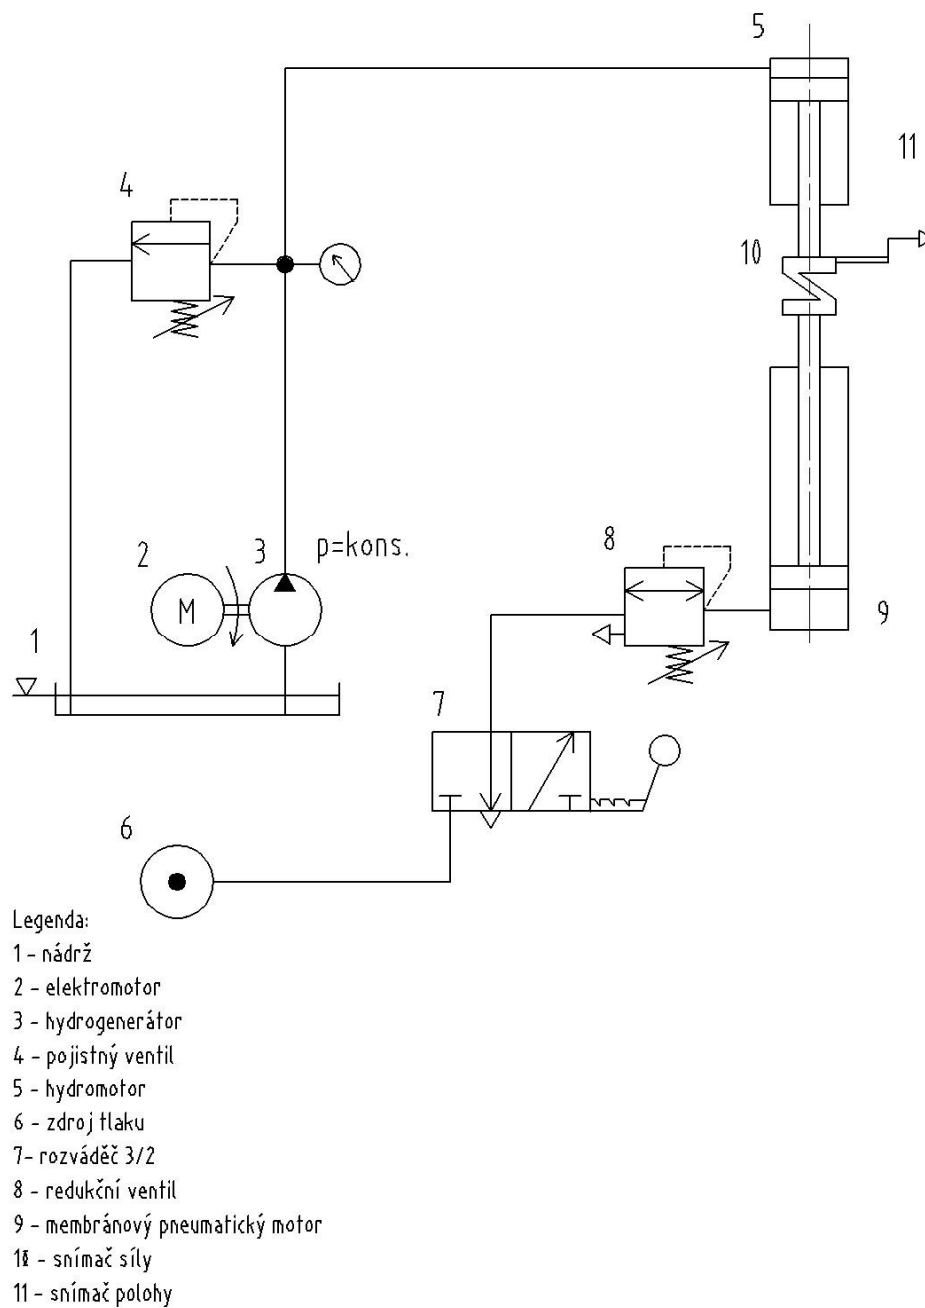 5
11
4
10
2
3
p=kons.
8
M
9
1
7
6
Legenda:
1 - nádrž
2 - elektromotor
3 - hydrogenerátor
4 - pojistný ventil
5 - hydromotor
6 - zdroj tlaku
7- rozváděč 3/2
8 - redukční ventil
9 - membránový pneumatický motor
10 - snímač síly
11 - snímač polohy